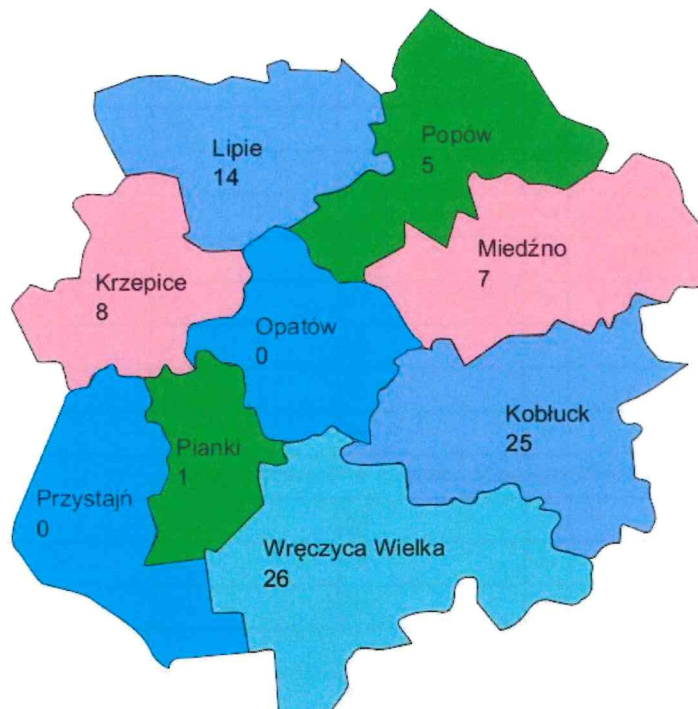 Lipie
14
Popów
5
Miedźno
7
Krzepice
8
Opatów
0
Kobłuck
25
Pianki
1
Przystajń
0
Wręczyca Wielka
26